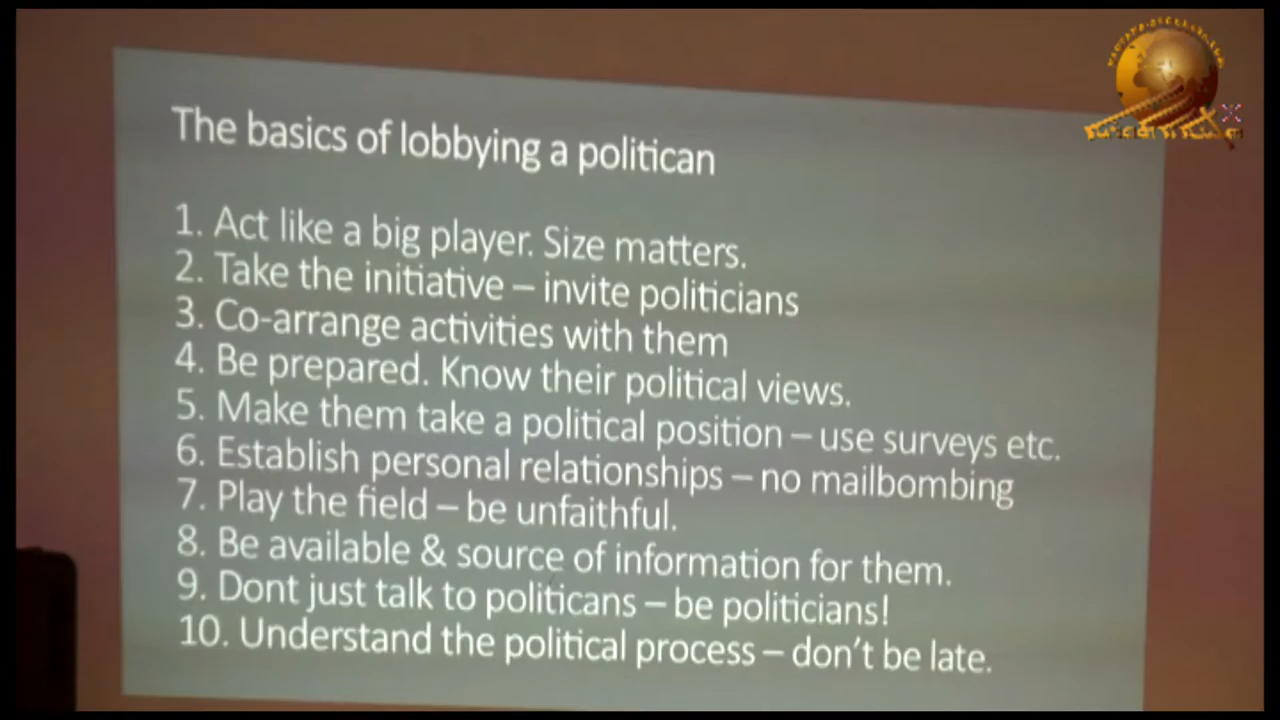 The basics of lobbying a politican
1. Act like a big player. Size matters.
2. Take the initiative – invite politicians
3. Co-arrange activities with them
4. Be prepared. Know their political views.
5. Make them take a political position – use surveys etc.
6. Establish personal relationships – no mailbombing
7. Play the field – be unfaithful.
8. Be available & source of information for them.
9. Dont just talk to politicans – be politicians!
10. Understand the political process – don't be late.